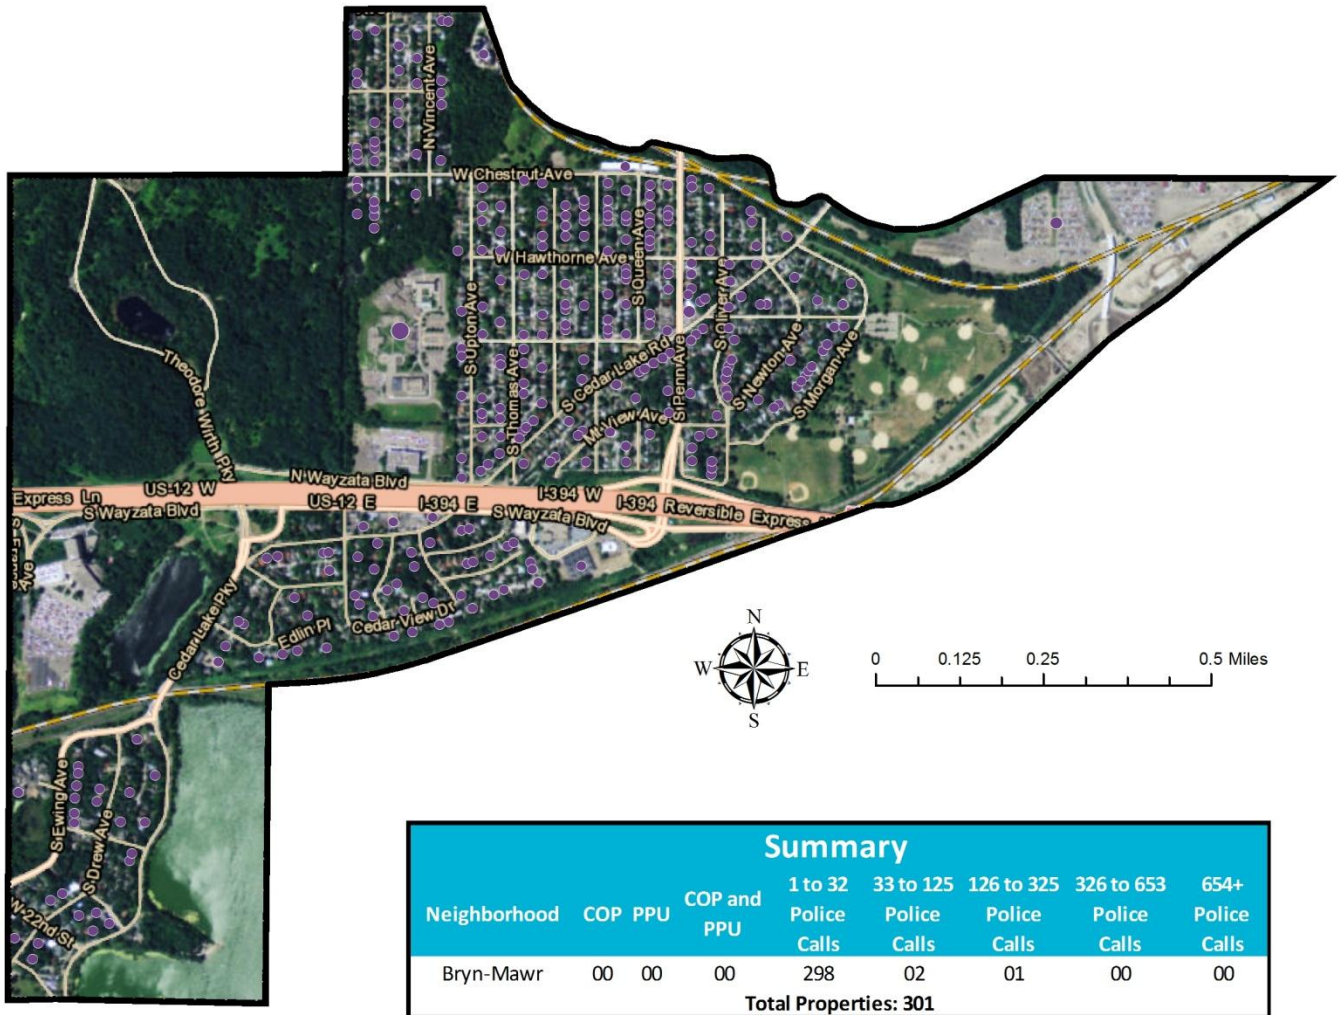 N Vincent Ave
W Chestnut Ave
W Hawthorne Ave
S Queen Ave
S Upton Ave
S Oliver Ave
Theodore Wirth Pky
S Thomas Ave
S Cedar Lake Rd
S Penn Ave
S Newton Ave
S Morgan Ave
Mt View Ave
N Wayzata Blvd
Express Ln
US-12 W
US-12 E
I-394 E
I-394 W
I-394 Reversible Express
S Wayzata Blvd
S Wayzata Blvd
Ave
Cedar Lake Pky
Edlin Pl
Cedar View Dr
N
W
E
S
0
0.125
0.25
0.5 Miles
S Ewing Ave
S Drew Ave
W 22nd St
Summary
Neighborhood COP PPU COP and PPU 1 to 32 Police Calls 33 to 125 Police Calls 126 to 325 Police Calls 326 to 653 Police Calls 654+ Police Calls
Bryn-Mawr 00 00 00 298 02 01 00 00
Total Properties: 301